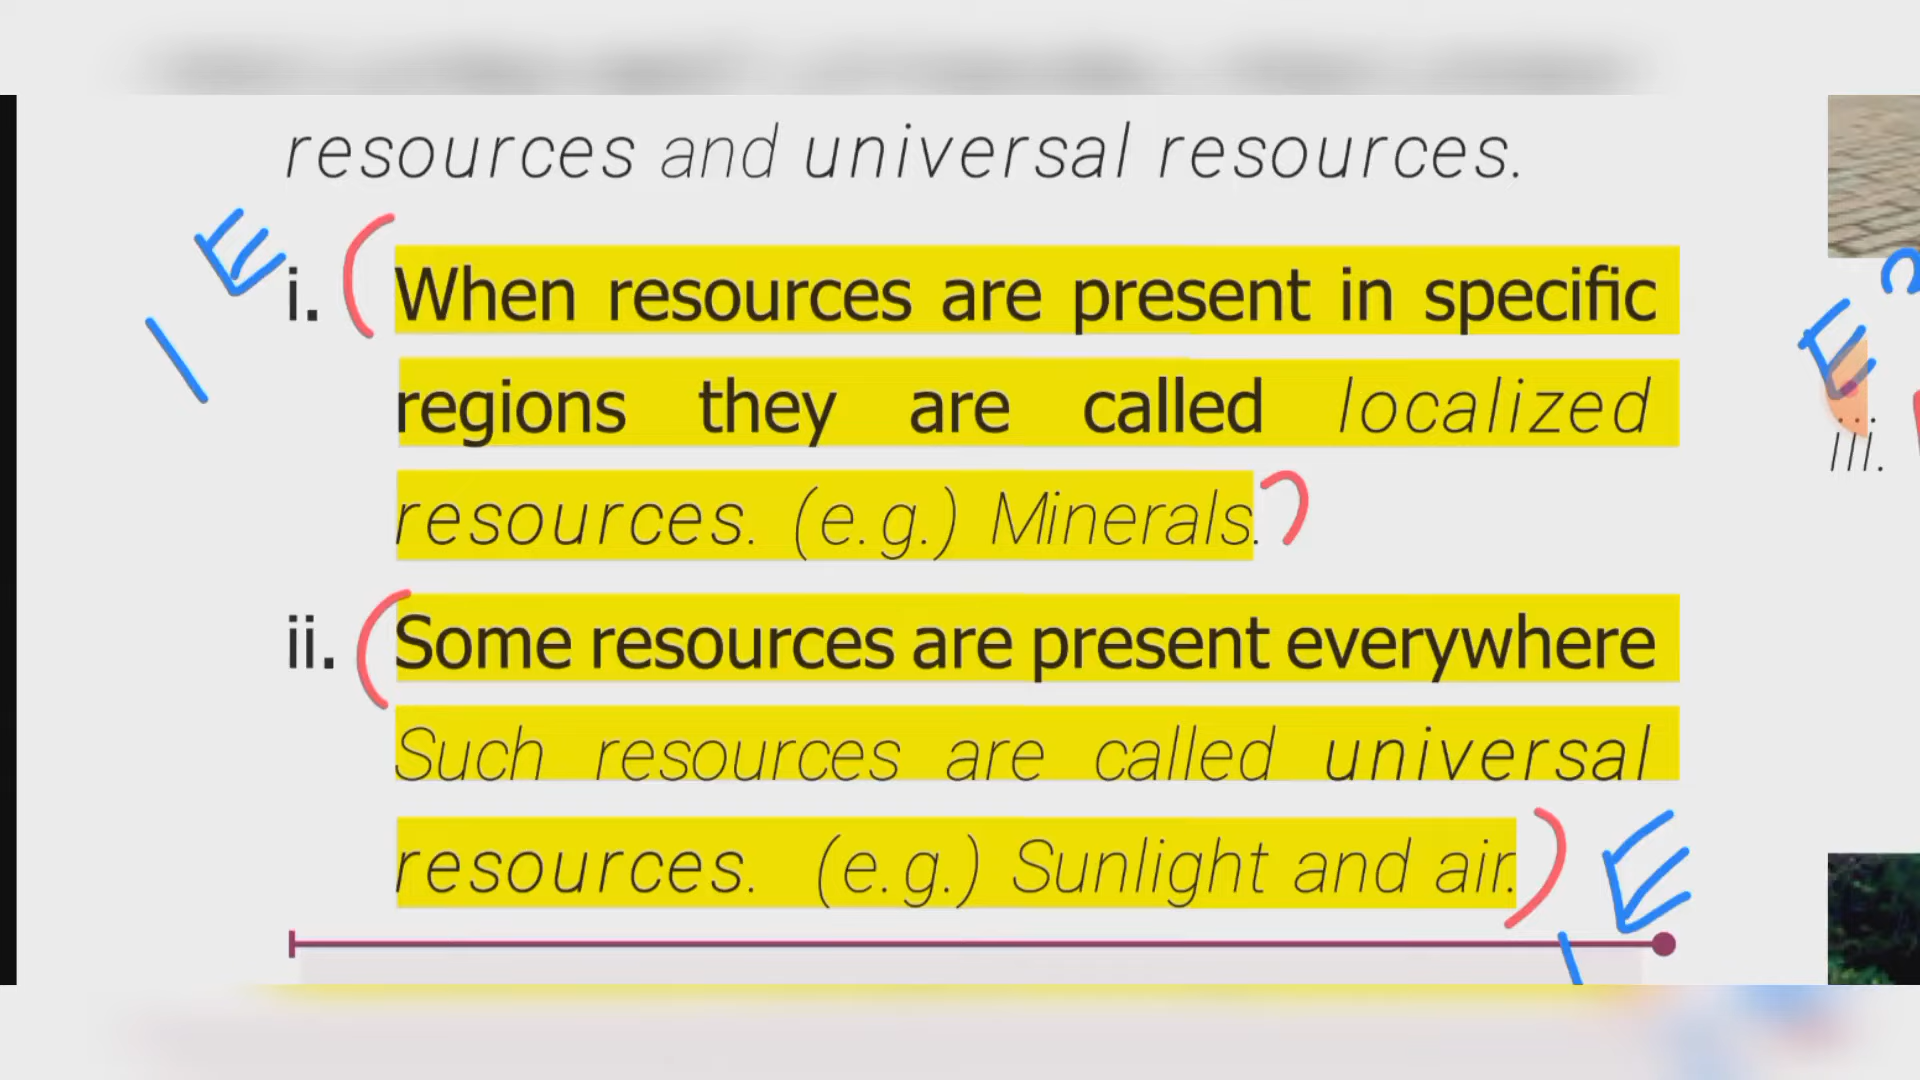 resources and universal resources.
i. When resources are present in specific
regions they are called localized
resources. (e.g.) Minerals.
ii. Some resources are present everywhere
Such resources are called universal
resources. (e.g.) Sunlight and air.
iii.